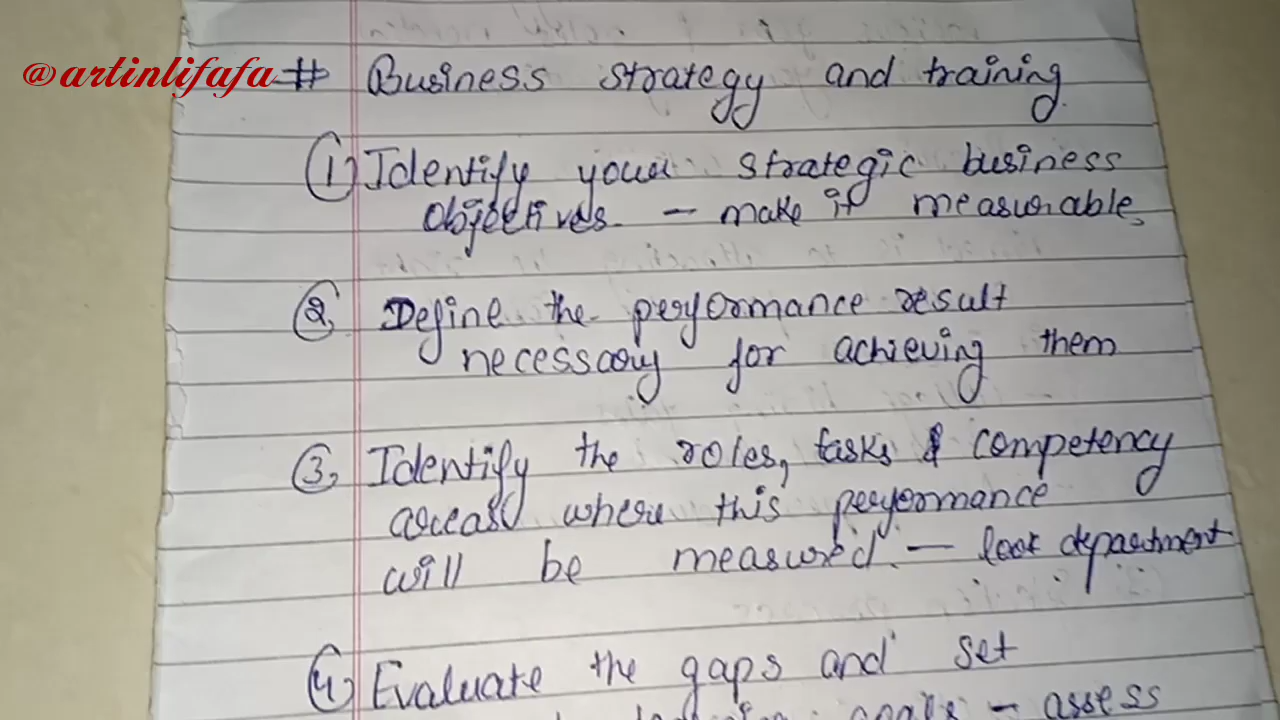 @artinlifafa # Business strategy and training
① Identify your strategic business
objectives - make it measurable,
②, Define the performance result
necessary for achieving them
③, Identify the roles, tasks & competency
areas where this performance
will be measured. - look department
④ Evaluate the gaps and set
goals - assess